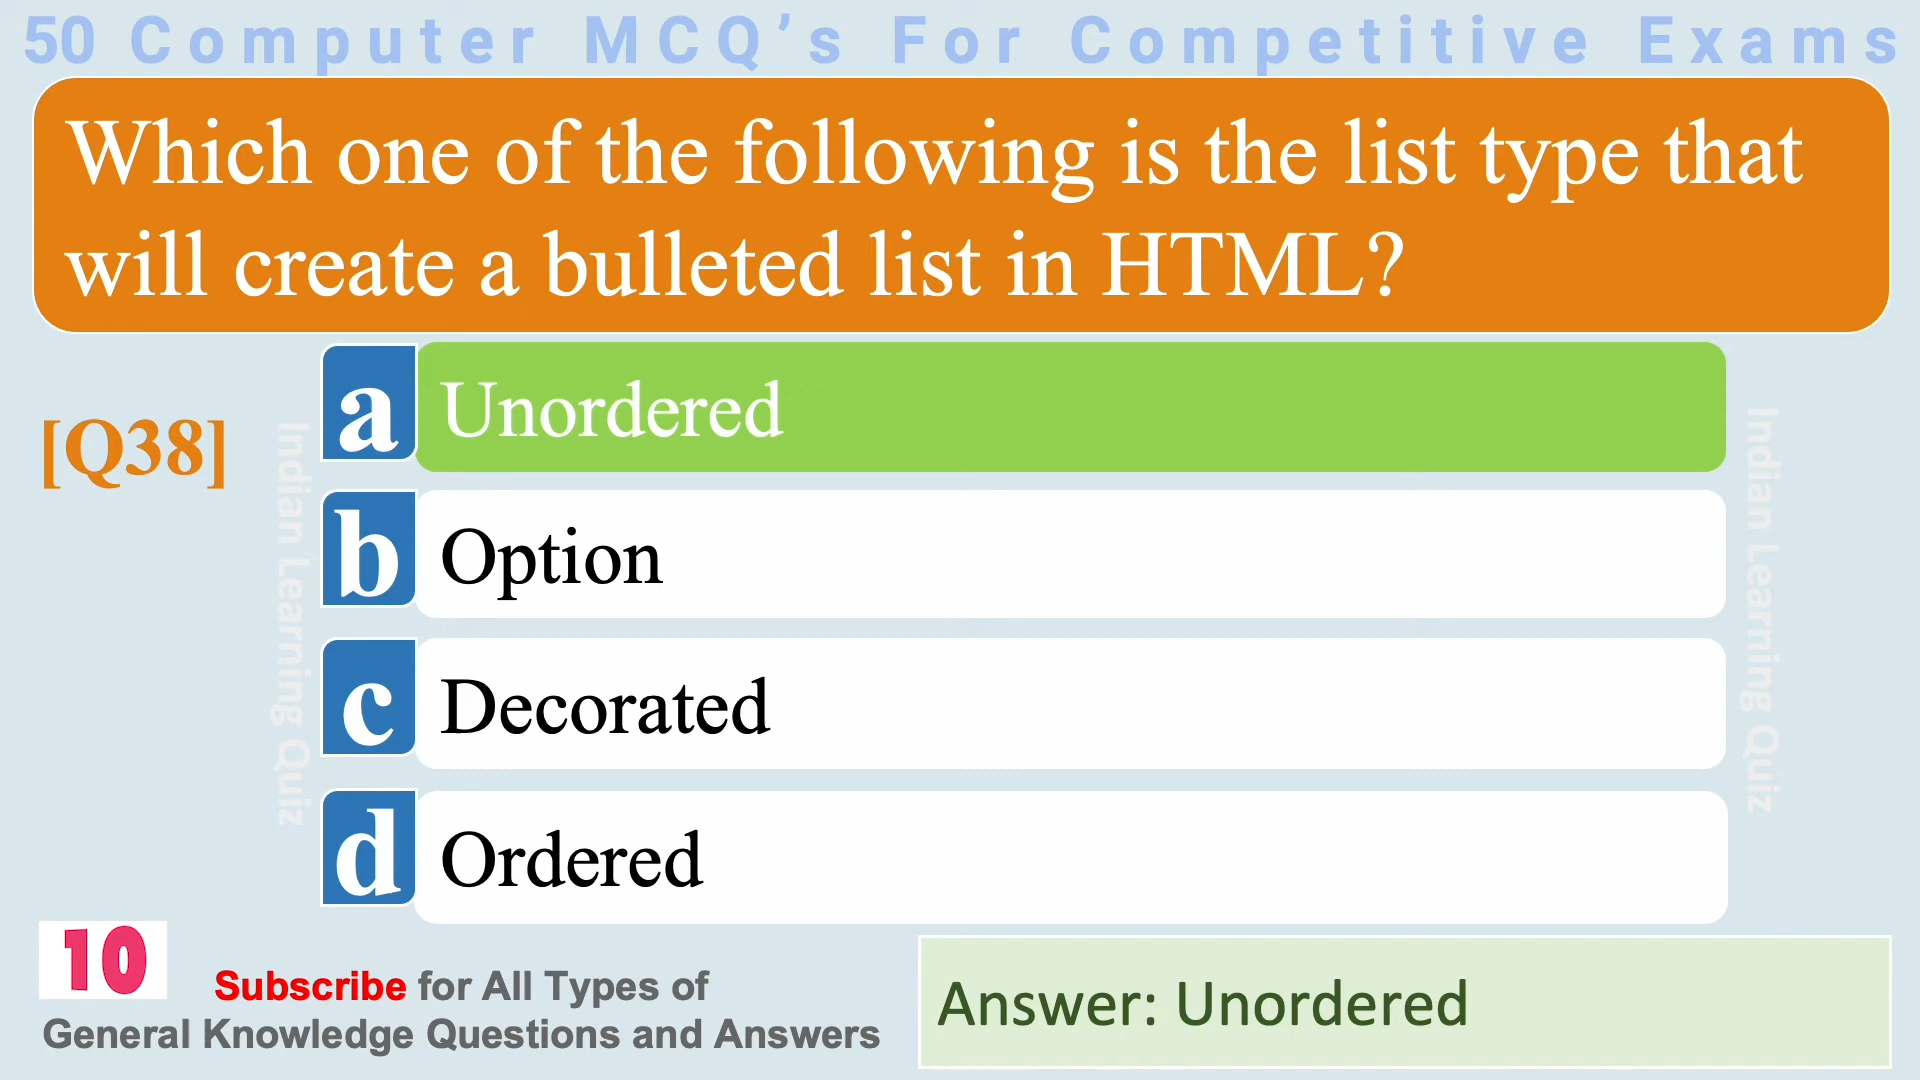 50 Computer MCQ's For Competitive Exams
Which one of the following is the list type that
will create a bulleted list in HTML?
[Q38]
a Unordered
b Option
c Decorated
d Ordered
Indian Learning Quiz
Indian Learning Quiz
10
Subscribe for All Types of
General Knowledge Questions and Answers
Answer: Unordered